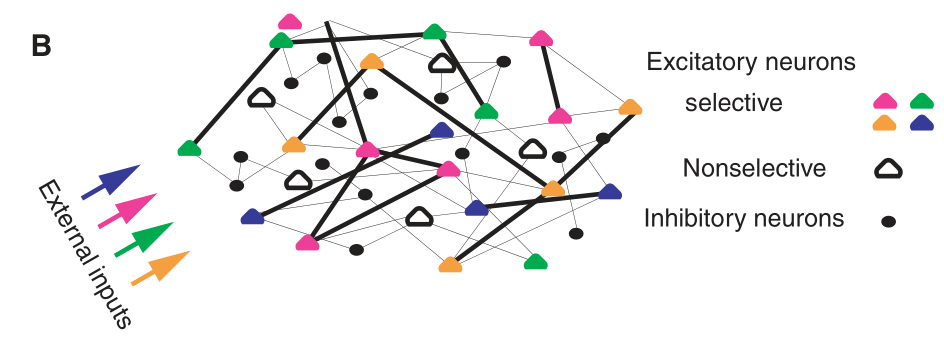 B
Excitatory neurons
selective
Nonselective
Inhibitory neurons
External inputs